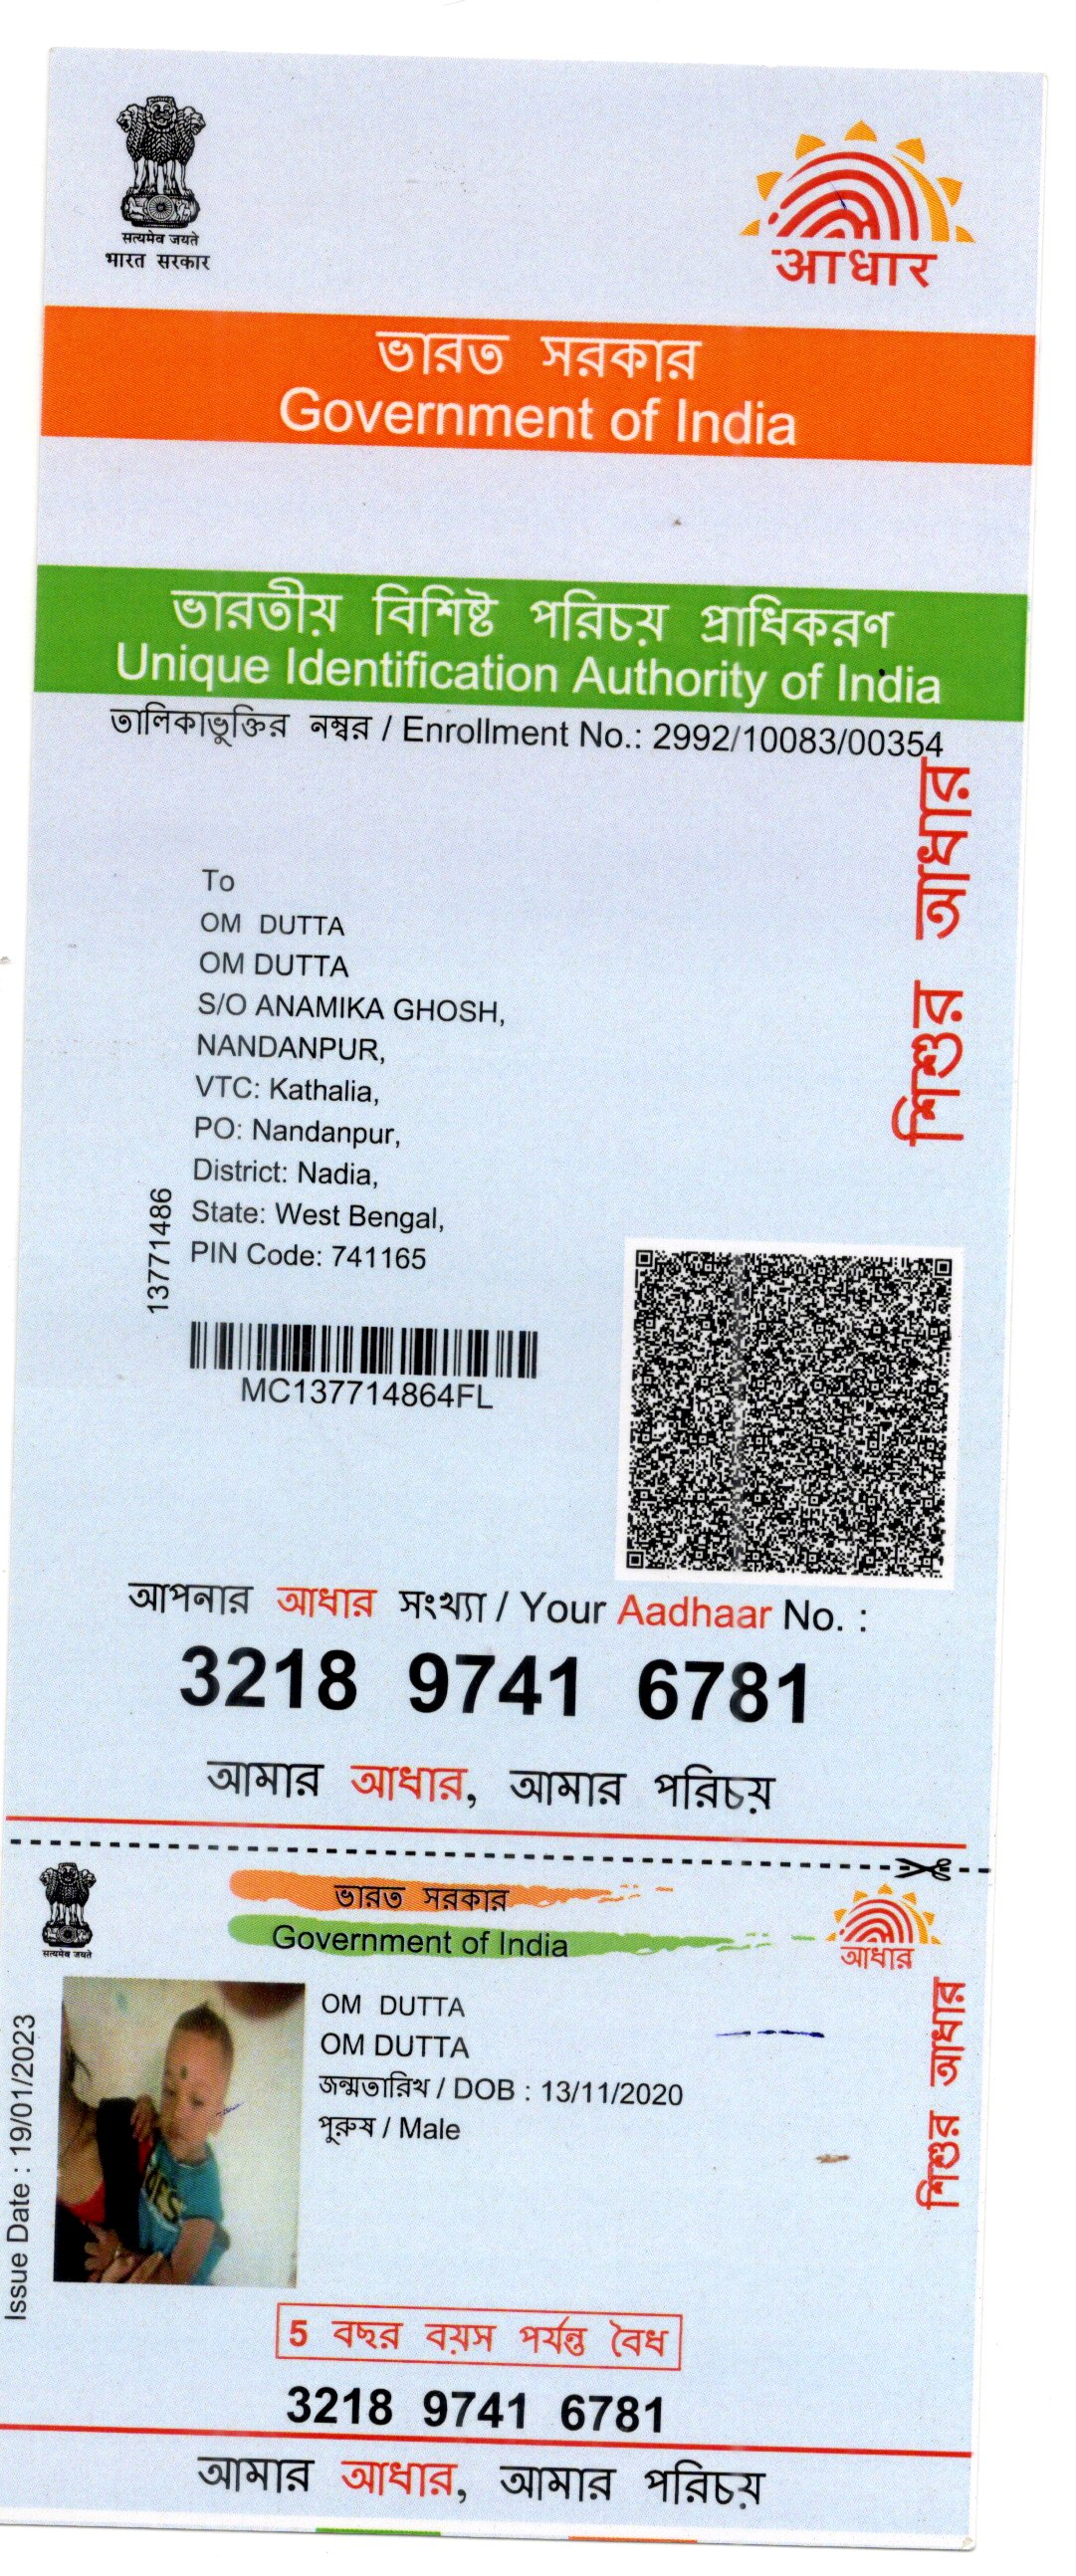 सत्यमेव जयते
भारत सरकार
आधार
ভারত সরকার
Government of India
ভারতীয় বিশিষ্ট পরিচয় প্রাধিকরণ
Unique Identification Authority of India
তালিকাভুক্তির নম্বর / Enrollment No.: 2992/10083/00354
শিশুর আধার
To
OM DUTTA
OM DUTTA
S/O ANAMIKA GHOSH,
NANDANPUR,
VTC: Kathalia,
PO: Nandanpur,
District: Nadia,
State: West Bengal,
PIN Code: 741165
13771486
MC137714864FL
আপনার আধার সংখ্যা / Your Aadhaar No. :
3218 9741 6781
আমার আধার, আমার পরিচয়
सत्यमेव जयते
ভারত সরকার
Government of India
আধার
Issue Date : 19/01/2023
OM DUTTA
OM DUTTA
জন্মতারিখ / DOB : 13/11/2020
পুরুষ / Male
শিশুর আধার
5 বছর বয়স পর্যন্ত বৈধ
3218 9741 6781
আমার আধার, আমার পরিচয়